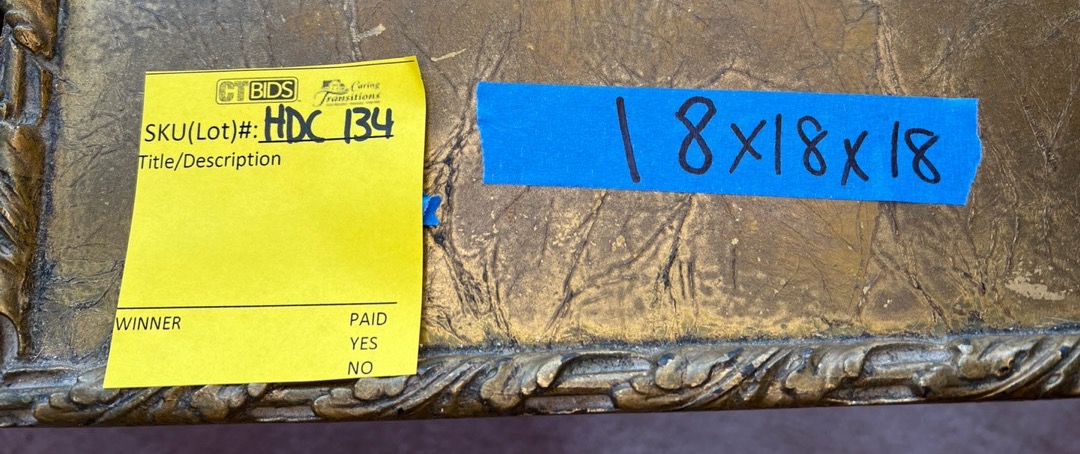 CTBIDS
Caring
Transitions
SKU(Lot)#: HDC 134
Title/Description
WINNER
PAID
YES
NO
18x18x18